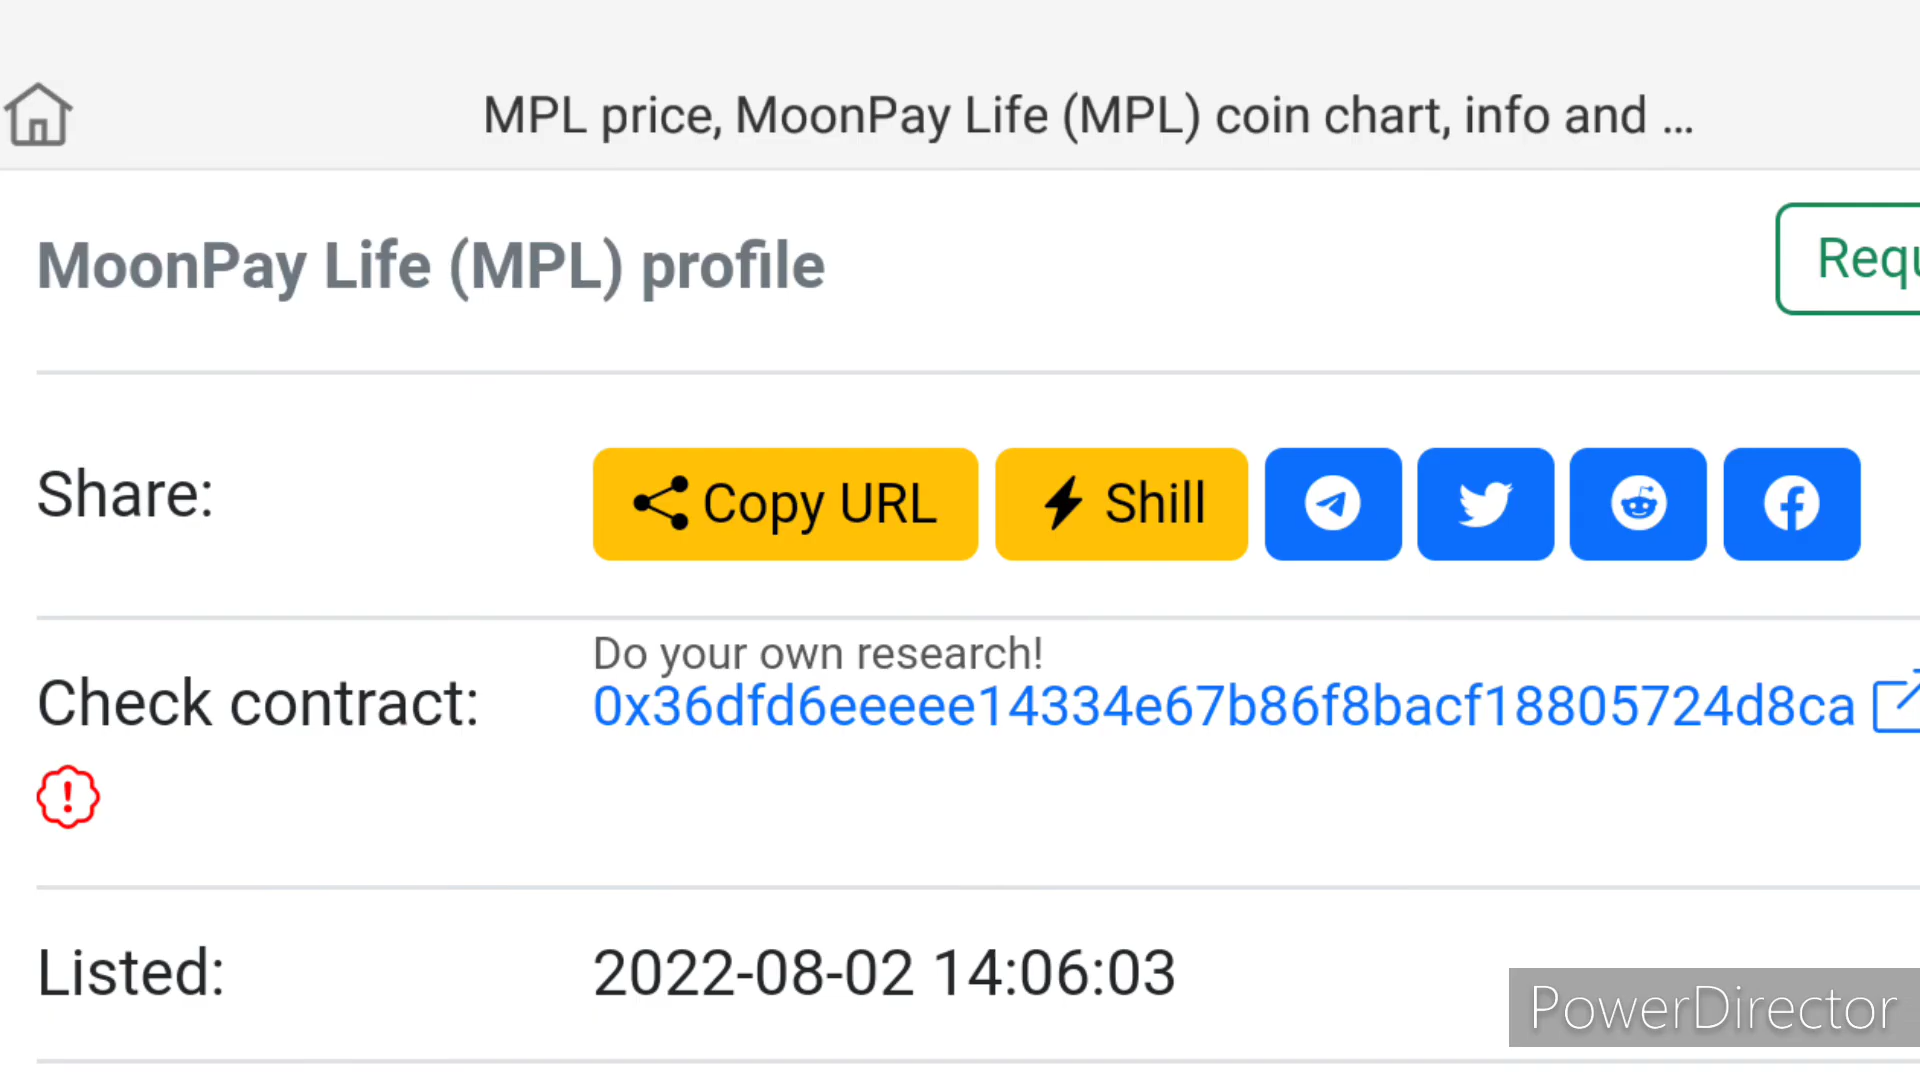 MPL price, MoonPay Life (MPL) coin chart, info and ...
MoonPay Life (MPL) profile
Requ
Share:
Copy URL
Shill
Do your own research!
Check contract:
0x36dfd6eeeee14334e67b86f8bacf18805724d8ca
Listed:
2022-08-02 14:06:03
PowerDirector